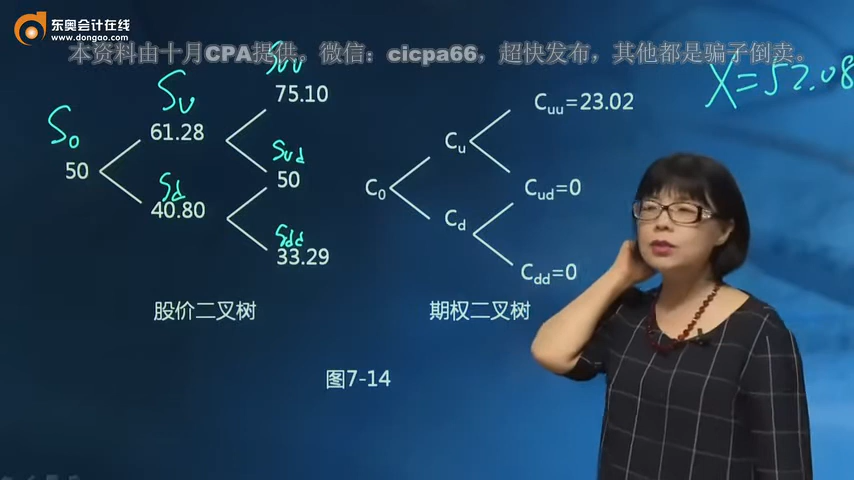 东奥会计在线
www.dongao.com
本资料由十月CPA提供。微信：cicpa66，超快发布，其他都是骗子倒卖。
S0
50
Su
61.28
Sd
40.80
Suu
75.10
Sud
50
Sdd
33.29
股价二叉树
C0
Cu
Cd
Cuu=23.02
Cud=0
Cdd=0
期权二叉树
X=52.08
图7-14